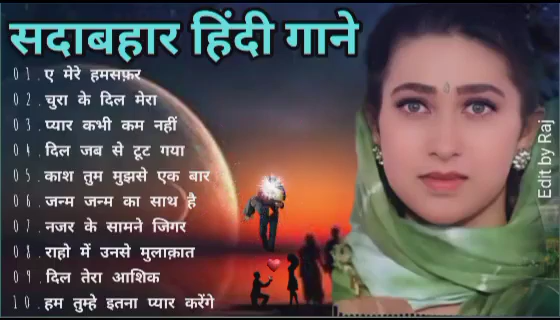 सदाबहार हिंदी गाने
01.ए मेरे हमसफ़र
02.चुरा के दिल मेरा
03.प्यार कभी कम नहीं
04.दिल जब से टूट गया
05.काश तुम मुझसे एक बार
06.जन्म जन्म का साथ है
07.नजर के सामने जिगर
08.राहो में उनसे मुलाक़ात
09.दिल तेरा आशिक
10.हम तुम्हे इतना प्यार करेंगे
Edit by Raj